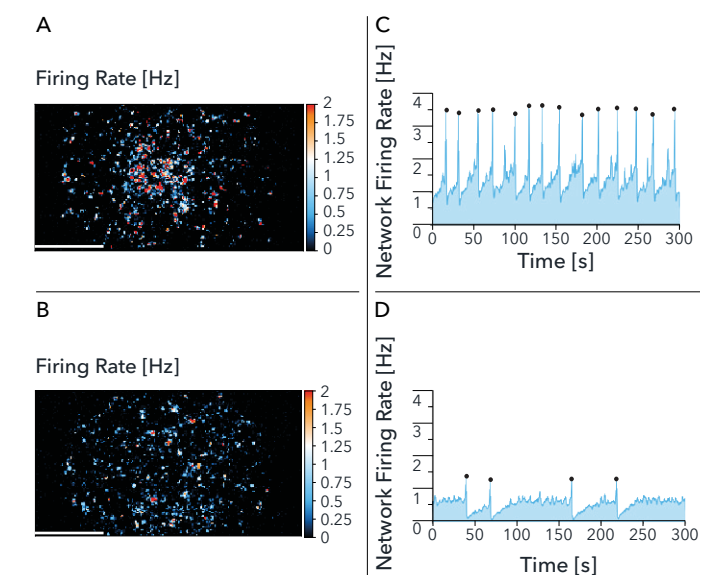 A
Firing Rate [Hz]
2
1.75
1.5
1.25
1
0.75
0.5
0.25
0
C
Network Firing Rate [Hz]
4
3
2
1
0
0 50 100 150 200 250 300
Time [s]
B
Firing Rate [Hz]
2
1.75
1.5
1.25
1
0.75
0.5
0.25
0
D
Network Firing Rate [Hz]
4
3
2
1
0
0 50 100 150 200 250 300
Time [s]